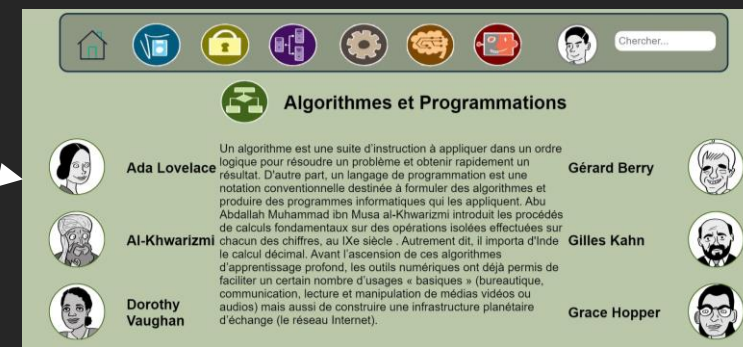 Chercher...
Algorithmes et Programmations
Ada Lovelace
Al-Khwarizmi
Dorothy
Vaughan
Un algorithme est une suite d'instruction à appliquer dans un ordre
logique pour résoudre un problème et obtenir rapidement un
résultat. D'autre part, un langage de programmation est une
notation conventionnelle destinée à formuler des algorithmes et
produire des programmes informatiques qui les appliquent. Abu
Abdallah Muhammad ibn Musa al-Khwarizmi introduit les procédés
de calculs fondamentaux sur des opérations isolées effectuées sur
chacun des chiffres, au IXe siècle . Autrement dit, il importa d'Inde
le calcul décimal. Avant l'ascension de ces algorithmes
d'apprentissage profond, les outils numériques ont déjà permis de
faciliter un certain nombre d'usages « basiques » (bureautique,
communication, lecture et manipulation de médias vidéos ou
audios) mais aussi de construire une infrastructure planétaire
d'échange (le réseau Internet).
Gérard Berry
Gilles Kahn
Grace Hopper